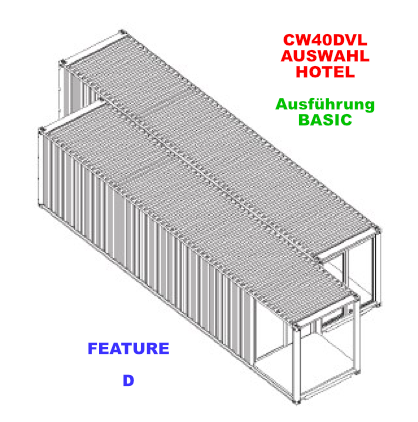 CW40DVL
AUSWAHL
HOTEL
Ausführung
BASIC
FEATURE
D